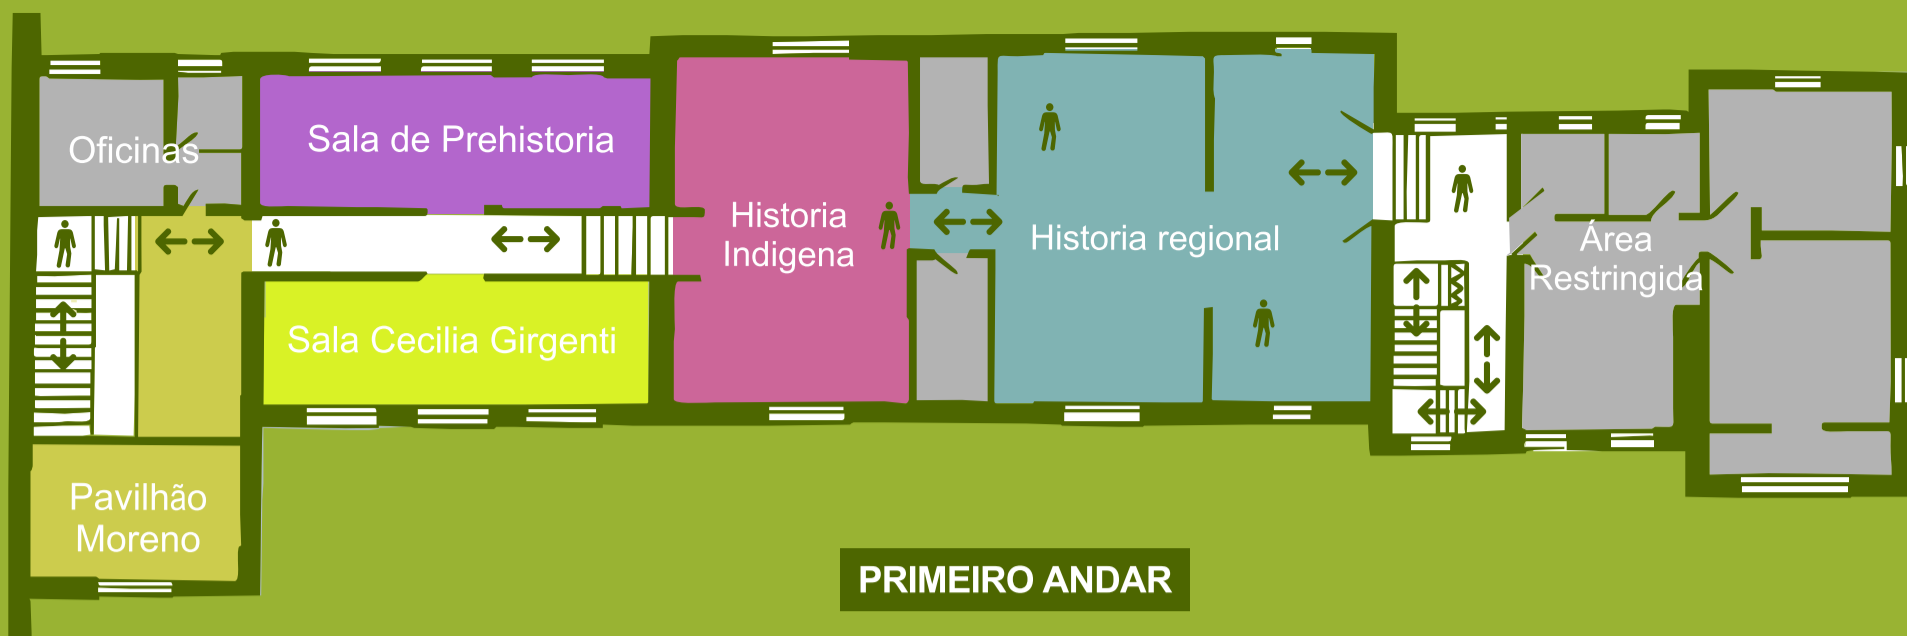 Oficinas
Sala de Prehistoria
Historia
Indigena
Historia regional
Área
Restringida
Sala Cecilia Girgenti
Pavilhão
Moreno
PRIMEIRO ANDAR